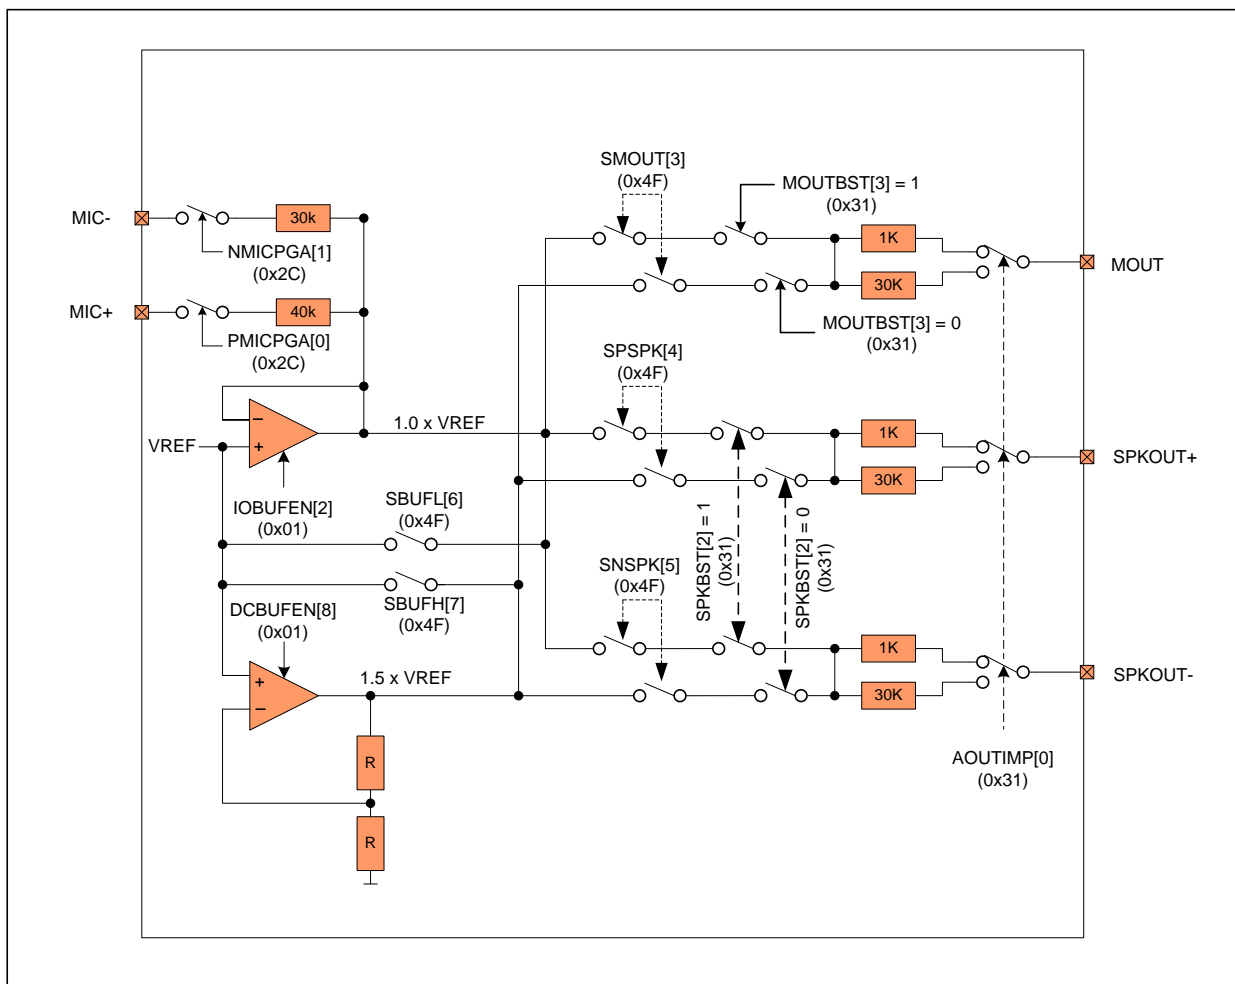 SMOUT[3]
(0x4F)
MOUTBST[3] = 1
(0x31)
MIC-
30k
NMICPGA[1]
(0x2C)
1K
MOUT
30K
MIC+
40k
PMICPGA[0]
(0x2C)
MOUTBST[3] = 0
(0x31)
SPSPK[4]
(0x4F)
1.0 x VREF
VREF
1K
SPKOUT+
30K
IOBUFEN[2]
(0x01)
SBUFL[6]
(0x4F)
SPKBST[2] = 1
(0x31)
SPKBST[2] = 0
(0x31)
SNSPK[5]
(0x4F)
SBUFH[7]
(0x4F)
DCBUFEN[8]
(0x01)
1K
1.5 x VREF
SPKOUT-
30K
R
AOUTIMP[0]
(0x31)
R